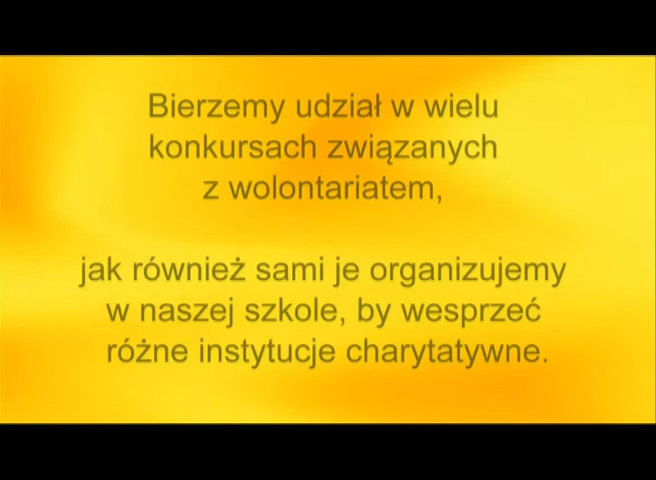 Bierzemy udział w wielu
konkursach związanych
z wolontariatem,
jak również sami je organizujemy
w naszej szkole, by wesprzeć
różne instytucje charytatywne.